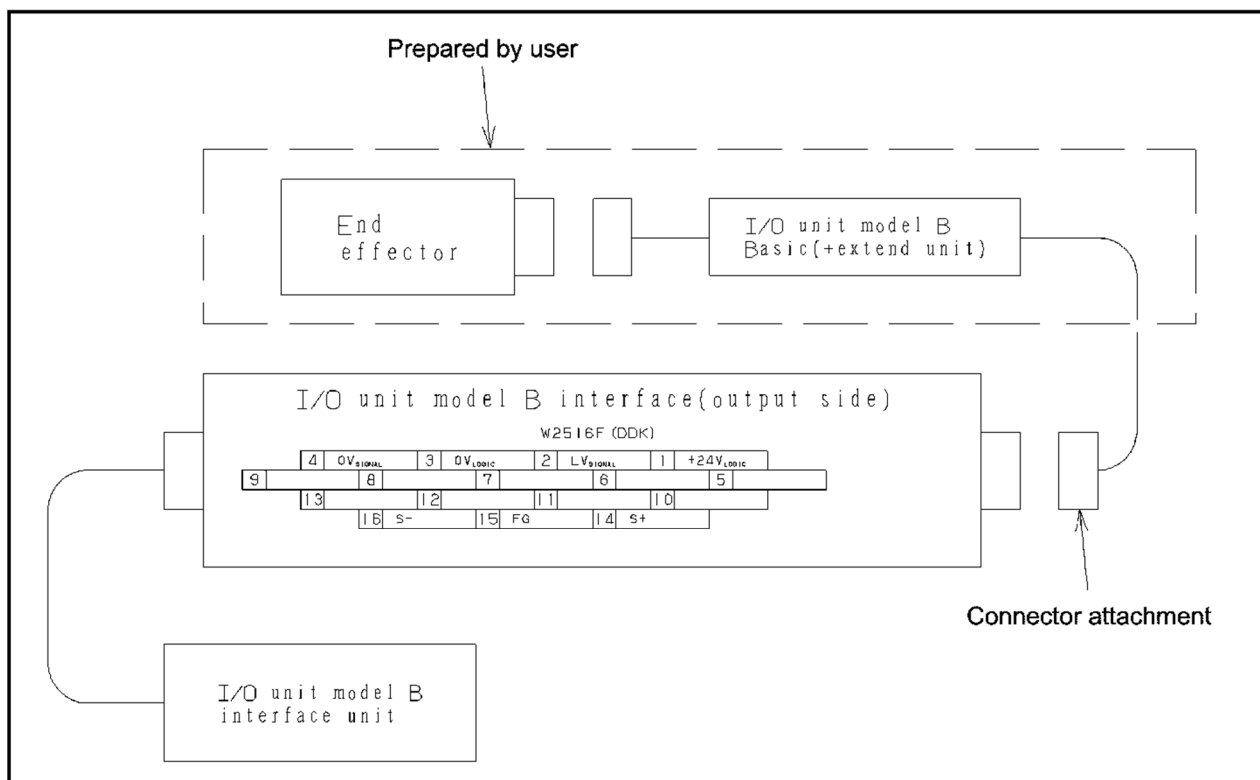 Prepared by user
End
effector
I/O unit model B
Basic(+extend unit)
I/O unit model B interface(output side)
W2516F (DDK)
4 0VSIGNAL 3 0VLOGIC 2 LVSIGNAL 1 +24VLOGIC
9 8 7 6 5
13 12 11 10
16 S- 15 FG 14 S+
Connector attachment
I/O unit model B
interface unit